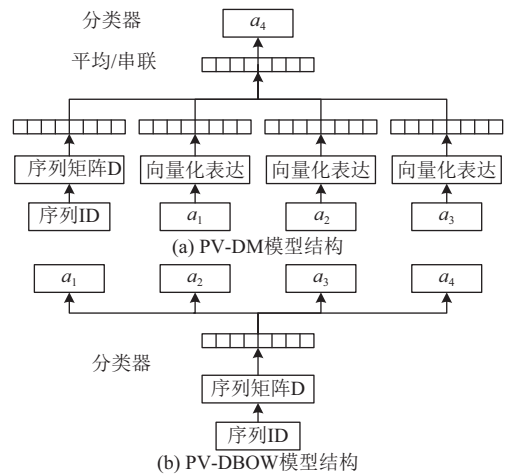 分类器 a4
平均/串联
序列矩阵D 向量化表达 向量化表达 向量化表达
序列ID a1 a2 a3
(a) PV-DM模型结构
a1 a2 a3 a4
分类器
序列矩阵D
序列ID
(b) PV-DBOW模型结构